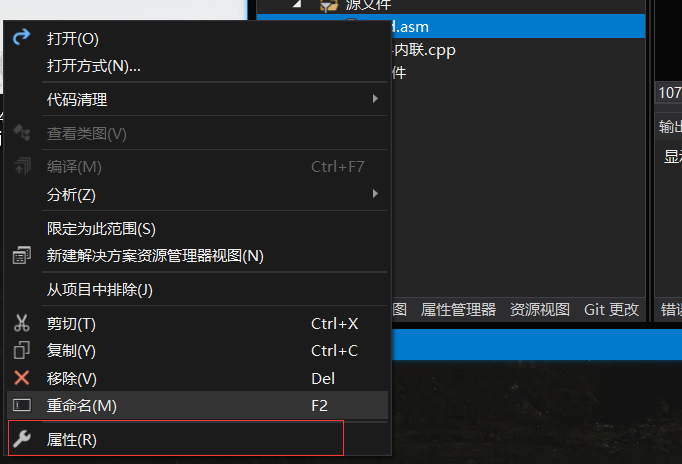 打开(O)
打开方式(N)...
代码清理
查看类图(V)
编译(M) Ctrl+F7
分析(Z)
限定为此范围(S)
新建解决方案资源管理器视图(N)
从项目中排除(J)
剪切(T) Ctrl+X
复制(Y) Ctrl+C
移除(V) Del
重命名(M) F2
属性(R)
源文件
d.asm
内联.cpp
件
图 属性管理器 资源视图 Git 更改
107
输出
显
错误